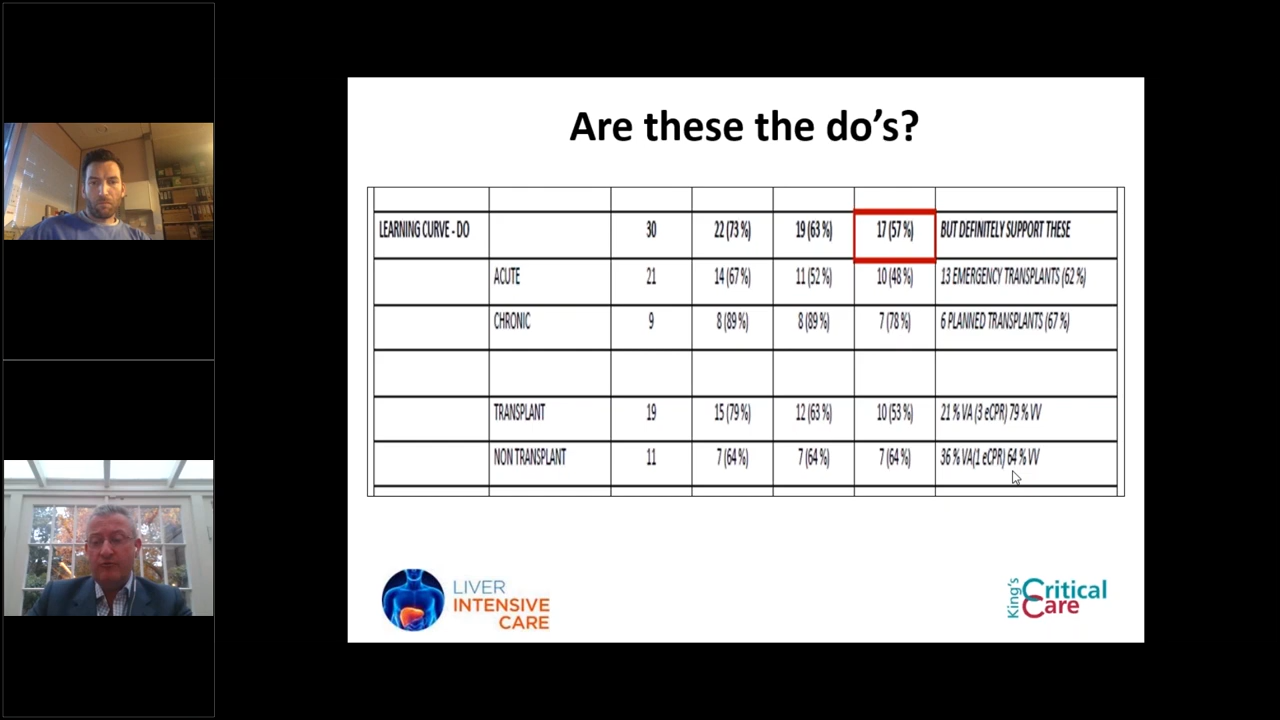 Are these the do's?
LEARNING CURVE - DO 30 22 (73 %) 19 (63 %) 17 (57 %) BUT DEFINITELY SUPPORT THESE
ACUTE 21 14 (67 %) 11 (52 %) 10 (48 %) 13 EMERGENCY TRANSPLANTS (62 %)
CHRONIC 9 8 (89 %) 8 (89 %) 7 (78 %) 6 PLANNED TRANSPLANTS (67 %)
TRANSPLANT 19 15 (79 %) 12 (63 %) 10 (53 %) 21 % VA (3 eCPR) 79 % VV
NON TRANSPLANT 11 7 (64 %) 7 (64 %) 7 (64 %) 36 % VA(1 eCPR) 64 % VV
LIVER
INTENSIVE
CARE
King's
Critical
Care